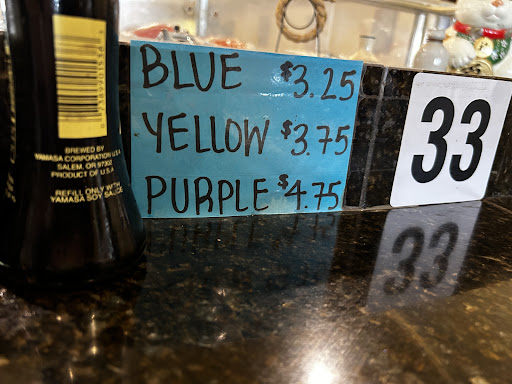 BLUE $3.25
YELLOW $3.75
PURPLE $4.75
33
BREWED BY
YAMASA CORPORATION U.S.A.
SALEM, OR 97302
PRODUCT OF U.S.A.
REFILL ONLY WITH
YAMASA SOY SAUCE